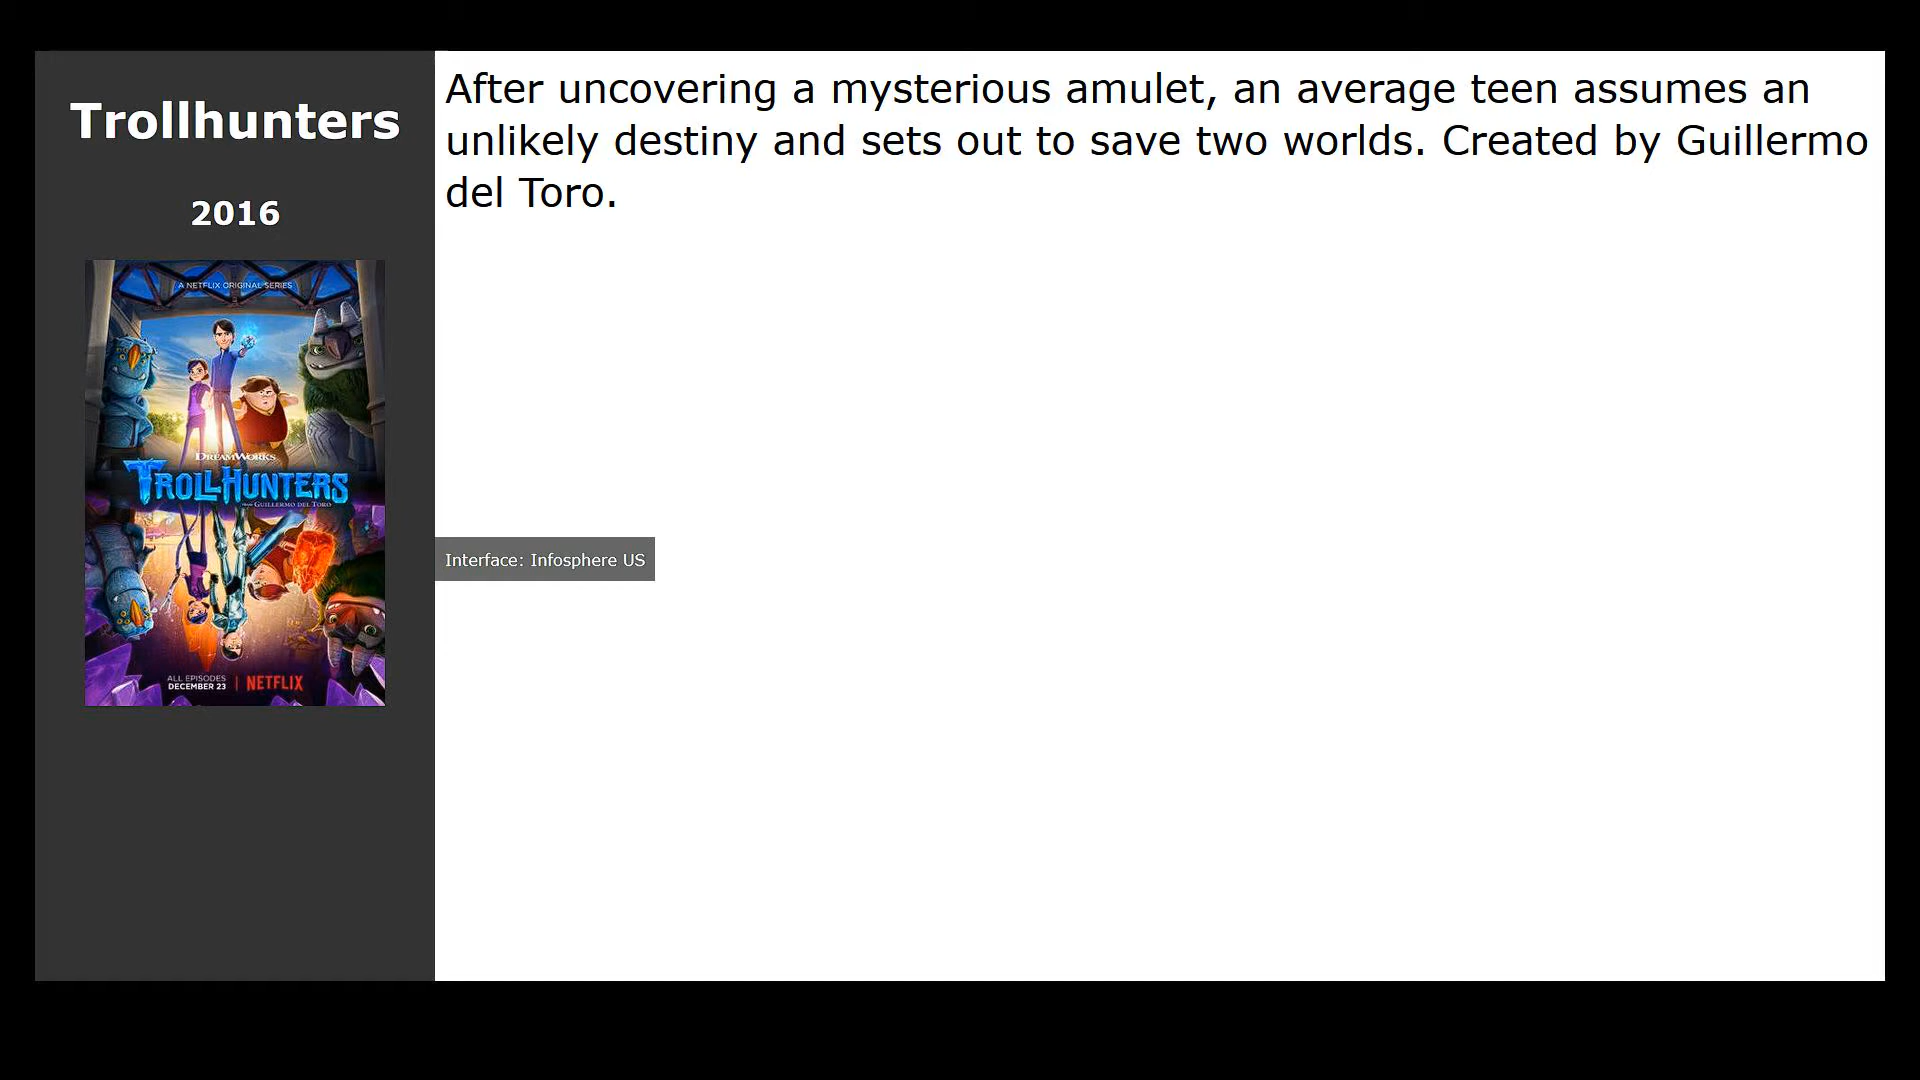 Trollhunters
2016
A NETFLIX ORIGINAL SERIES
DREAMWORKS
TROLLHUNTERS
FROM GUILLERMO DEL TORO
ALL EPISODES
DECEMBER 23 | NETFLIX
After uncovering a mysterious amulet, an average teen assumes an
unlikely destiny and sets out to save two worlds. Created by Guillermo
del Toro.
Interface: Infosphere US